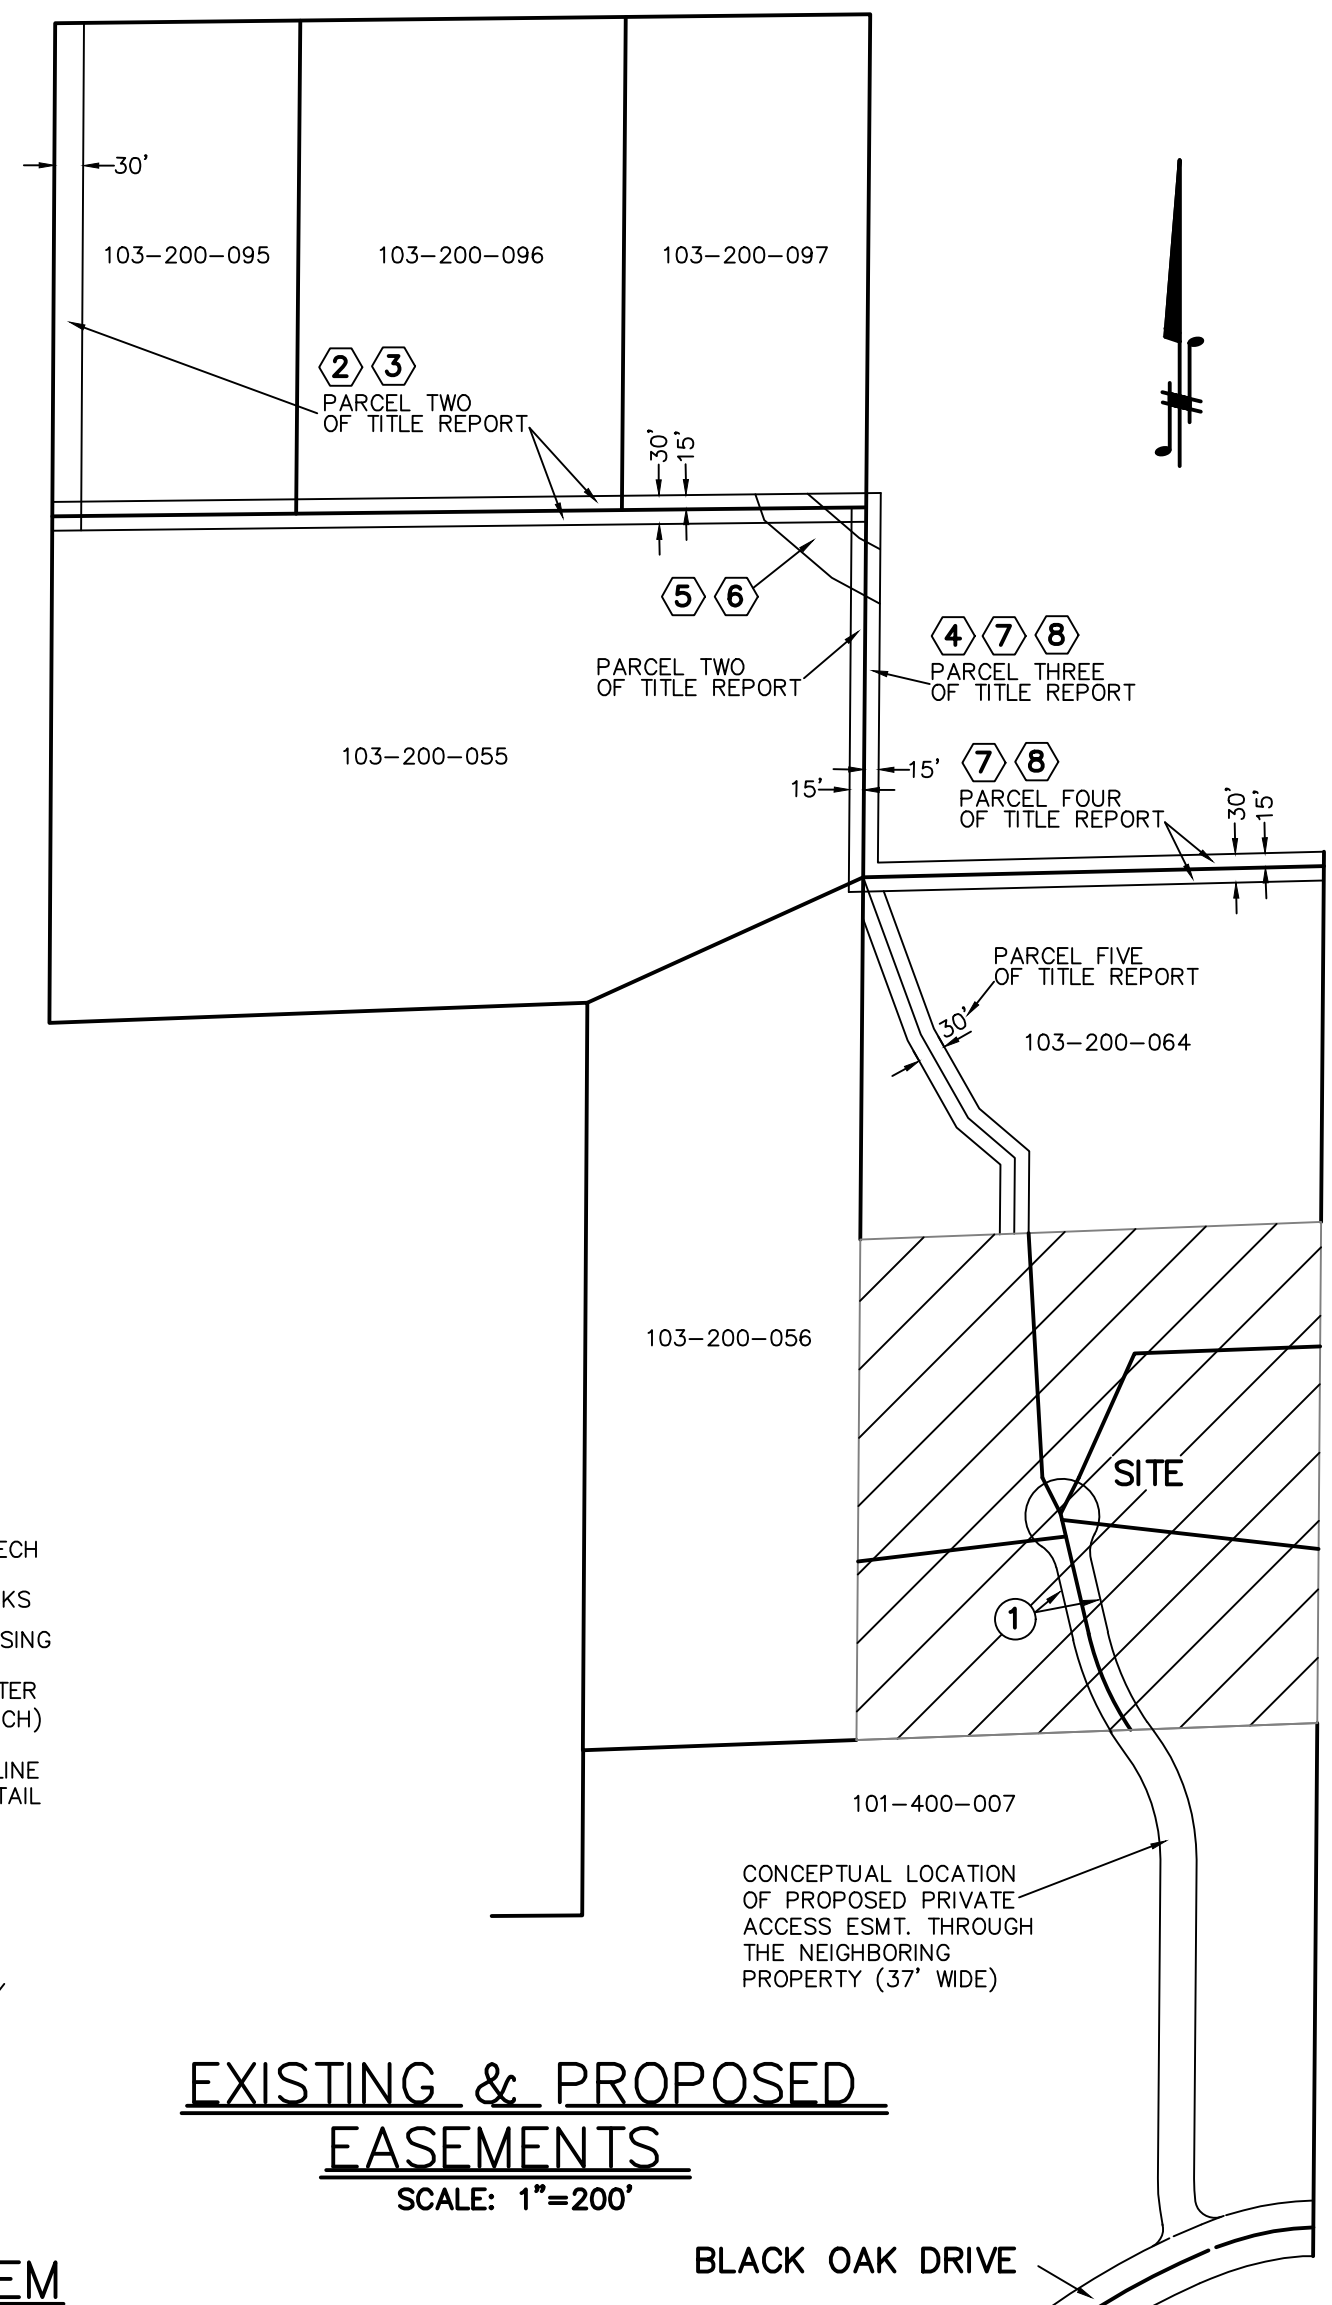 30'
103-200-095
103-200-096
103-200-097
2 3
PARCEL TWO
OF TITLE REPORT
30'
15'
5 6
4 7 8
PARCEL TWO
OF TITLE REPORT
PARCEL THREE
OF TITLE REPORT
103-200-055
15'
15'
7 8
PARCEL FOUR
OF TITLE REPORT
30'
15'
PARCEL FIVE
OF TITLE REPORT
30'
103-200-064
103-200-056
SITE
1
ECH
KS
SING
TER
CH)
LINE
TAIL
101-400-007
CONCEPTUAL LOCATION
OF PROPOSED PRIVATE
ACCESS ESMT. THROUGH
THE NEIGHBORING
PROPERTY (37' WIDE)
EXISTING & PROPOSED
EASEMENTS
SCALE: 1"=200'
BLACK OAK DRIVE
EM